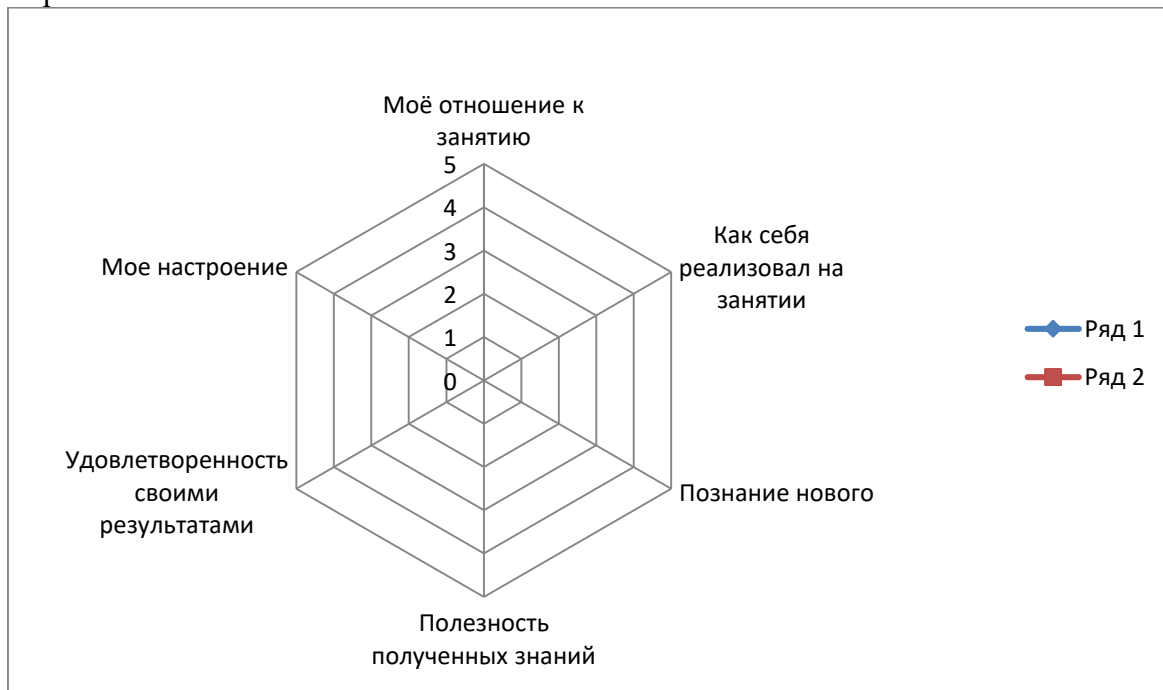 Моё отношение к
занятию
5
4
3
2
1
0
Как себя
реализовал на
занятии
Познание нового
Полезность
полученных знаний
Удовлетворенность
своими
результатами
Мое настроение
Ряд 1
Ряд 2